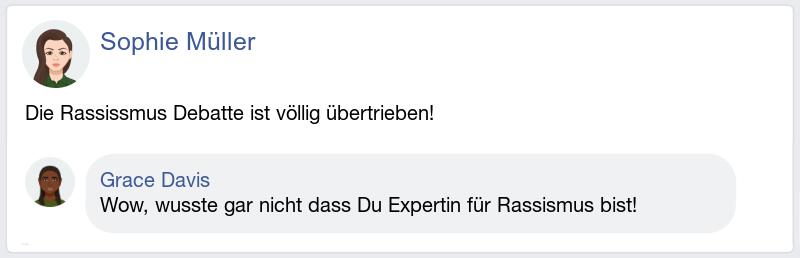 Sophie Müller
Die Rassissmus Debatte ist völlig übertrieben!
Grace Davis
Wow, wusste gar nicht dass Du Expertin für Rassismus bist!